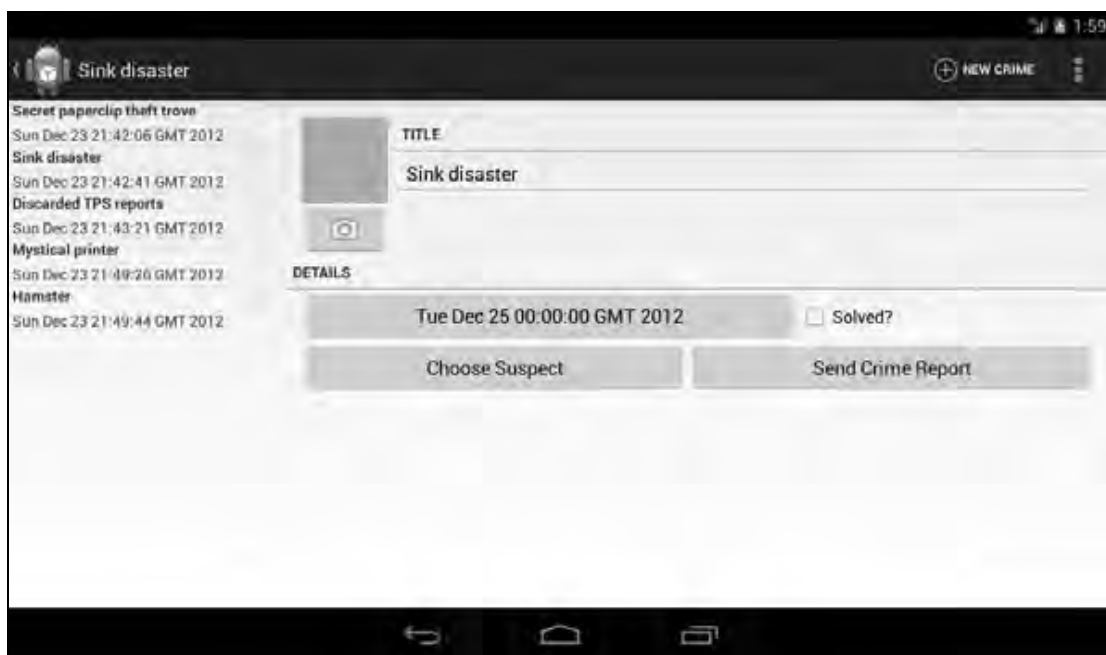 1:59
Sink disaster
NEW CRIME
Secret paperclip theft trove
Sun Dec 23 21:42:06 GMT 2012
Sink disaster
Sun Dec 23 21:42:41 GMT 2012
Discarded TPS reports
Sun Dec 23 21:43:21 GMT 2012
Mystical printer
Sun Dec 23 21:49:26 GMT 2012
Hamster
Sun Dec 23 21:49:44 GMT 2012
TITLE
Sink disaster
DETAILS
Tue Dec 25 00:00:00 GMT 2012
Solved?
Choose Suspect
Send Crime Report